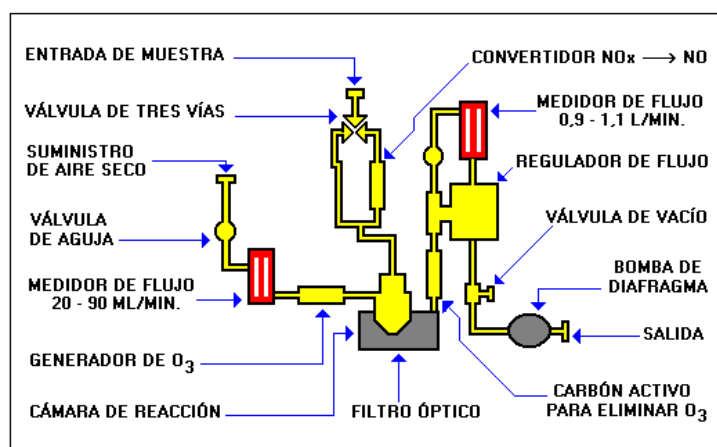 ENTRADA DE MUESTRA
VÁLVULA DE TRES VÍAS
SUMINISTRO
DE AIRE SECO
VÁLVULA
DE AGUJA
MEDIDOR DE FLUJO
20 - 90 ML/MIN.
GENERADOR DE O₃
CÁMARA DE REACCIÓN
FILTRO ÓPTICO
CONVERTIDOR NOx → NO
MEDIDOR DE FLUJO
0,9 - 1,1 L/MIN.
REGULADOR DE FLUJO
VÁLVULA DE VACÍO
BOMBA DE
DIAFRAGMA
SALIDA
CARBÓN ACTIVO
PARA ELIMINAR O₃